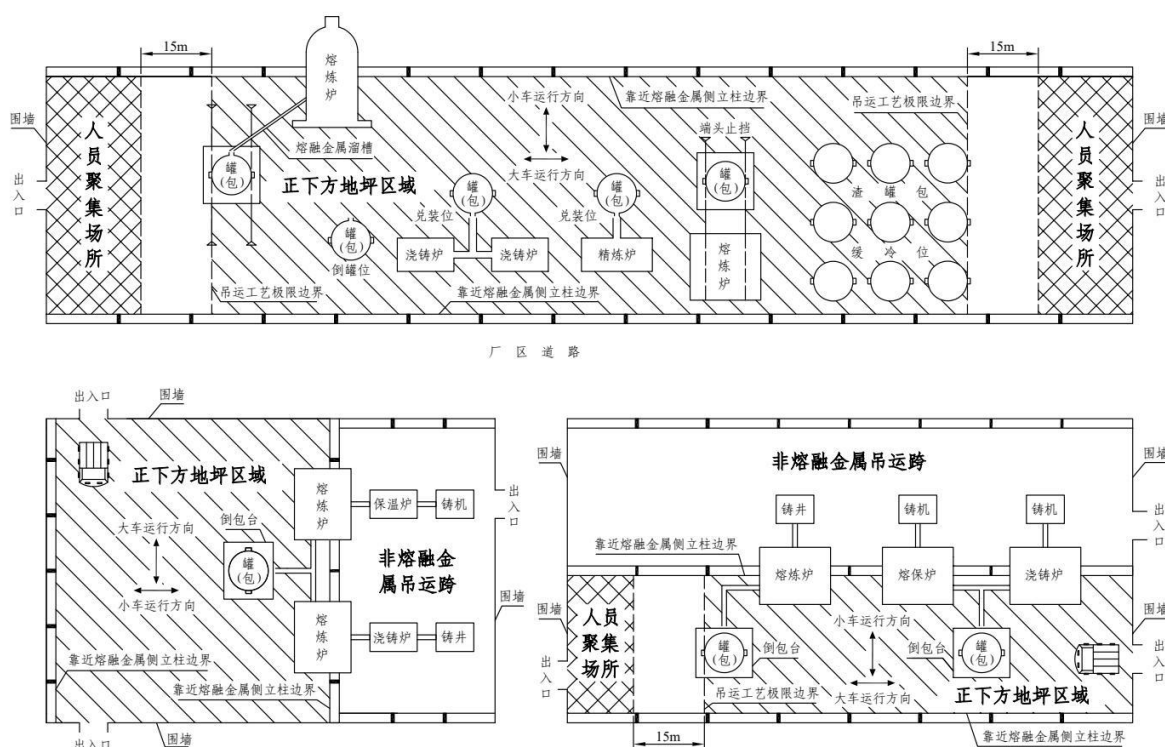 15m
15m
熔炼炉
围墙
人员聚集场所
出入口
熔融金属溜槽
罐(包)
正下方地坪区域
小车运行方向
大车运行方向
靠近熔融金属侧立柱边界
吊运工艺极限边界
端头止挡
罐(包)
兑装位
罐(包)
兑装位
罐(包)
罐(包)
倒罐位
浇铸炉
浇铸炉
精炼炉
熔炼炉
渣罐包
缓冷位
围墙
人员聚集场所
出入口
吊运工艺极限边界
靠近熔融金属侧立柱边界
厂区道路
出入口
围墙
正下方地坪区域
熔炼炉
保温炉
铸机
出入口
倒包台
大车运行方向
罐(包)
小车运行方向
非熔融金
属吊运跨
围墙
熔炼炉
浇铸炉
铸井
靠近熔融金属侧立柱边界
靠近熔融金属侧立柱边界
出入口
围墙
围墙
非熔融金属吊运跨
围墙
铸井
铸机
铸机
出入口
靠近熔融金属侧立柱边界
熔炼炉
熔保炉
浇铸炉
围墙
人员聚集场所
出入口
罐(包)
倒包台
小车运行方向
大车运行方向
倒包台
罐(包)
围墙
出入口
吊运工艺极限边界
正下方地坪区域
15m
靠近熔融金属侧立柱边界